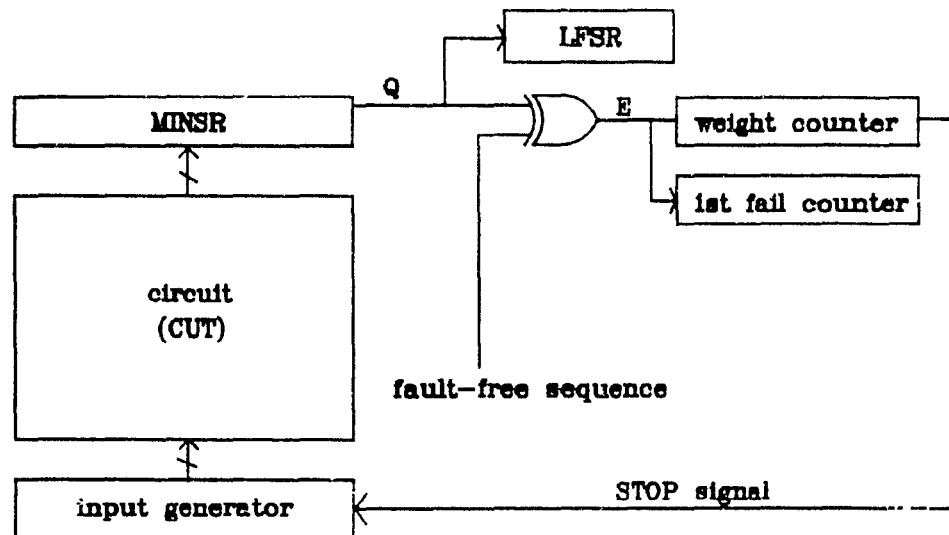 LFSR
Q
MINSR
E
weight counter
1st fail counter
circuit
(CUT)
fault-free sequence
STOP signal
input generator